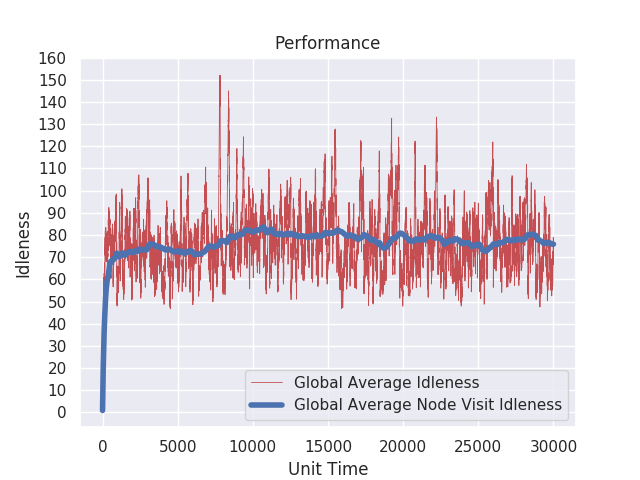 Performance
160
150
140
130
120
110
100
90
80
70
60
50
40
30
20
10
0
Idleness
Global Average Idleness
Global Average Node Visit Idleness
0 5000 10000 15000 20000 25000 30000
Unit Time